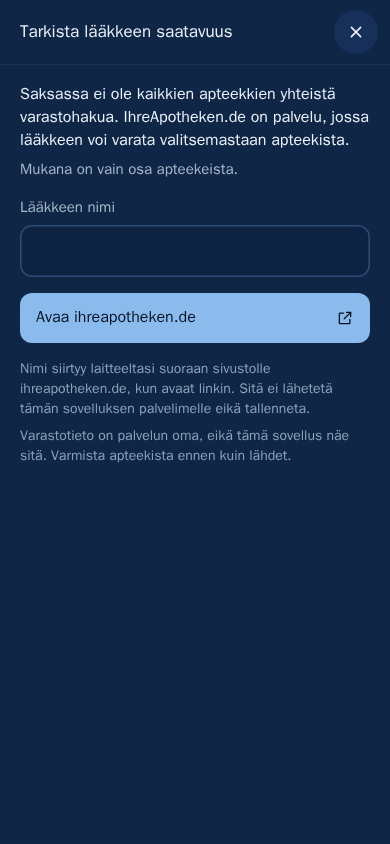 Tarkista lääkkeen saatavuus
Saksassa ei ole kaikkien apteekkien yhteistä
varastohakua. IhreApotheken.de on palvelu, jossa
lääkkeen voi varata valitsemastaan apteekista.
Mukana on vain osa apteekeista.
Lääkkeen nimi
Avaa ihreapotheken.de
Nimi siirtyy laitteeltasi suoraan sivustolle
ihreapotheken.de, kun avaat linkin. Sitä ei lähetetä
tämän sovelluksen palvelimelle eikä tallenneta.
Varastotieto on palvelun oma, eikä tämä sovellus näe
sitä. Varmista apteekista ennen kuin lähdet.